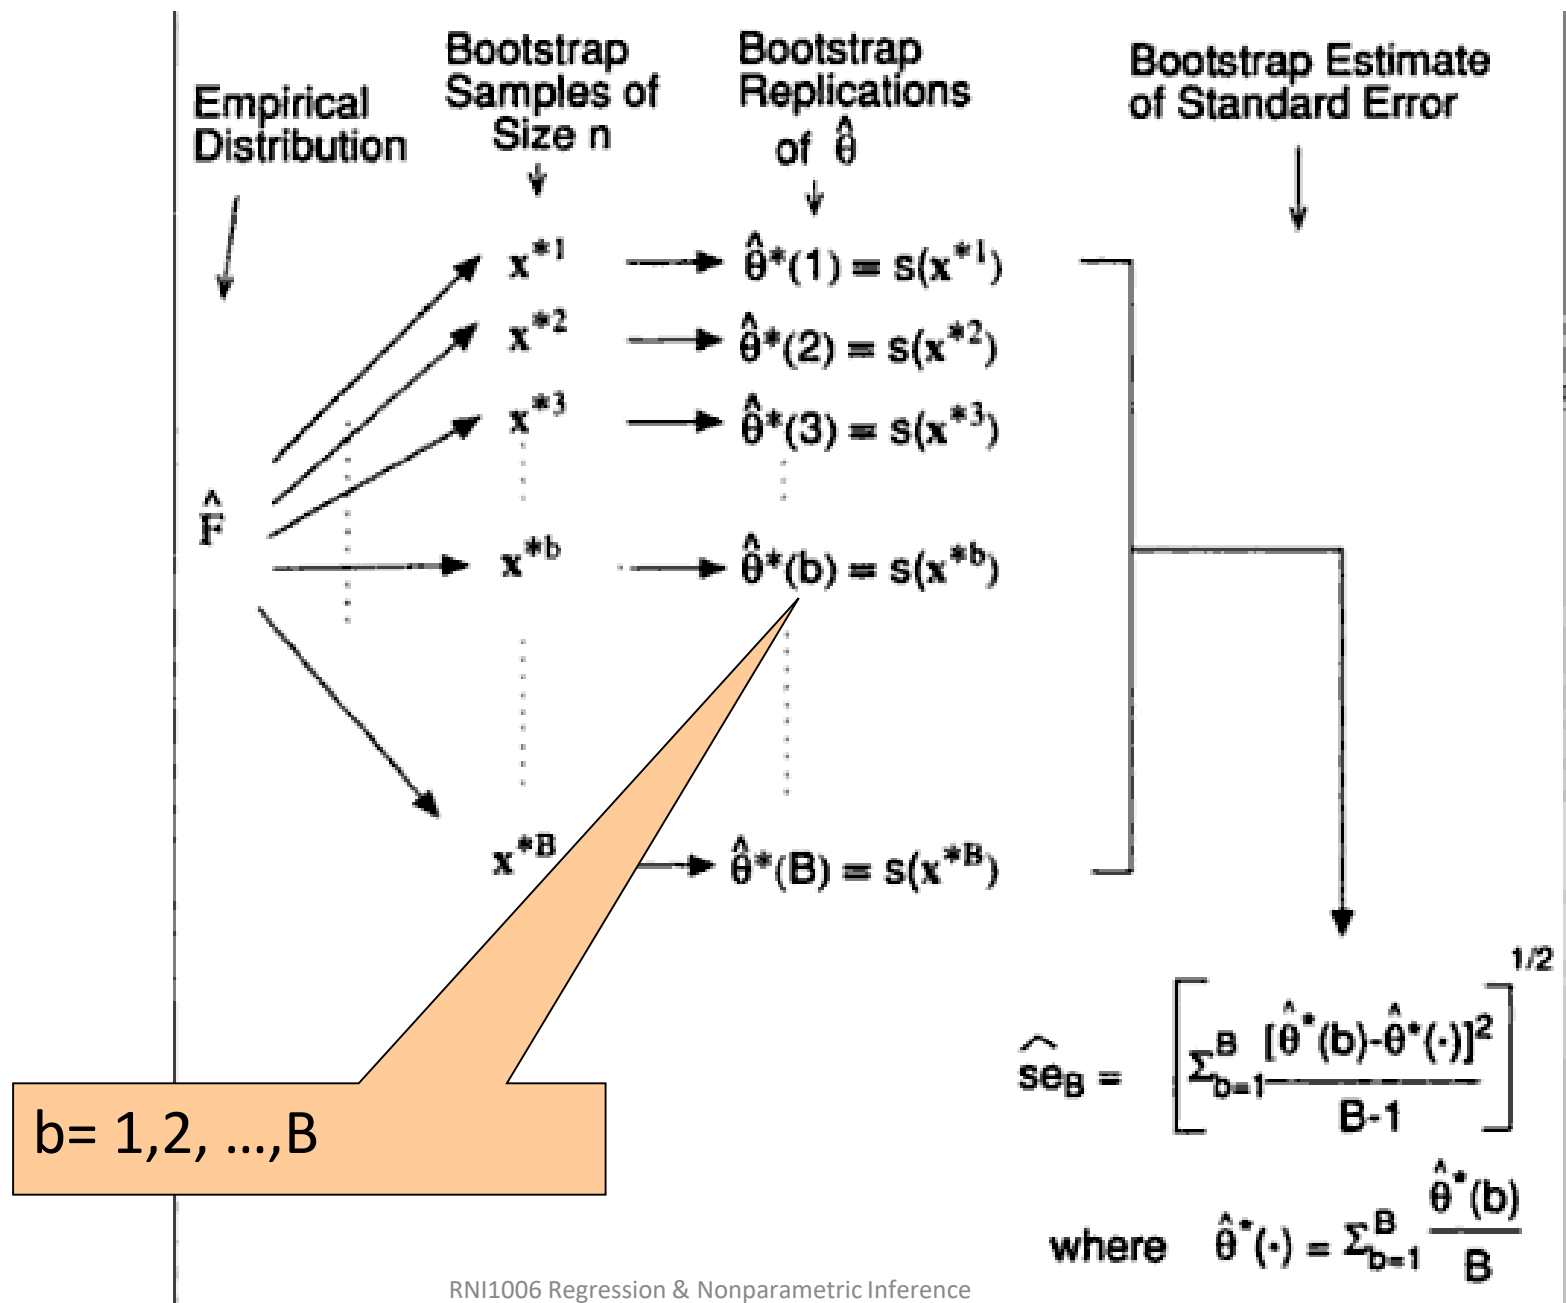 Empirical
Distribution
Bootstrap
Samples of
Size n
Bootstrap
Replications
of θ̂
Bootstrap Estimate
of Standard Error
F̂
x*1 θ̂*(1) = s(x*1)
x*2 θ̂*(2) = s(x*2)
x*3 θ̂*(3) = s(x*3)
x*b θ̂*(b) = s(x*b)
x*B θ̂*(B) = s(x*B)
b= 1,2, ...,B
ŝe_B = [Σ_{b=1}^B [θ̂*(b)-θ̂*(·)]² / B-1]^{1/2}
where θ̂*(·) = Σ_{b=1}^B θ̂*(b) / B
RNI1006 Regression & Nonparametric Inference